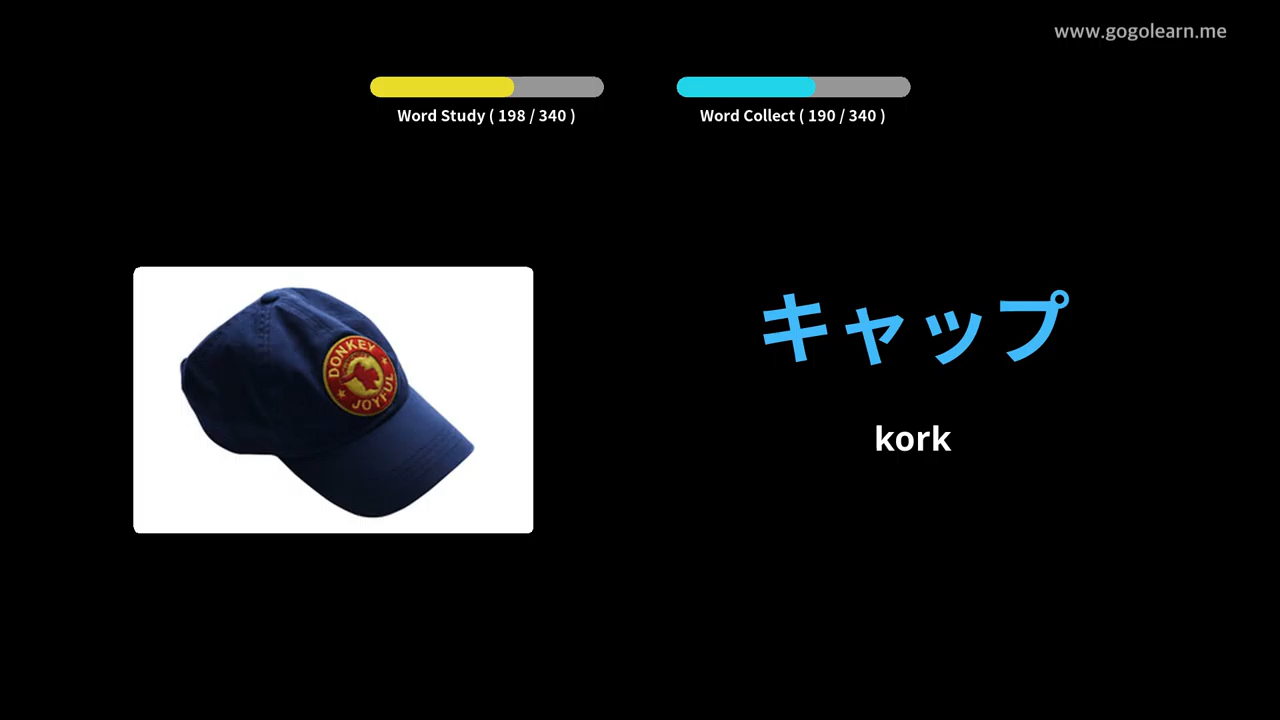 www.gogolearn.me
Word Study ( 198 / 340 )
Word Collect ( 190 / 340 )
DONKEY
JOYFUL
キャップ
kork